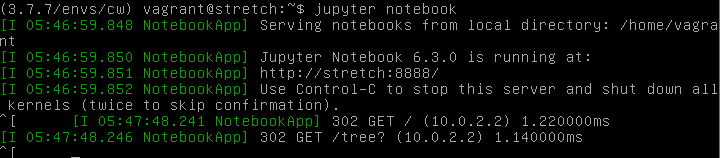 (3.7.7/envs/cw) vagrant@stretch:~$ jupyter notebook
[I 05:46:59.848 NotebookApp] Serving notebooks from local directory: /home/vagra
nt
[I 05:46:59.850 NotebookApp] Jupyter Notebook 6.3.0 is running at:
[I 05:46:59.851 NotebookApp] http://stretch:8888/
[I 05:46:59.852 NotebookApp] Use Control-C to stop this server and shut down all
 kernels (twice to skip confirmation).
^[      [I 05:47:48.241 NotebookApp] 302 GET / (10.0.2.2) 1.220000ms
[I 05:47:48.246 NotebookApp] 302 GET /tree? (10.0.2.2) 1.140000ms
^[      _